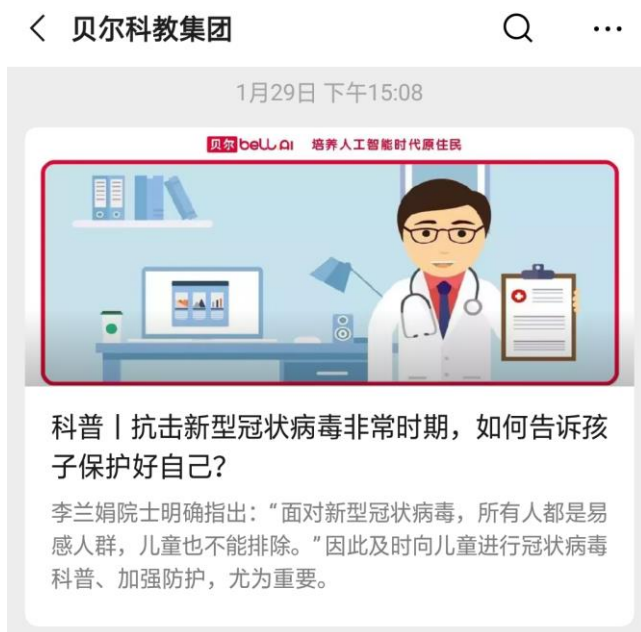 贝尔科教集团
1月29日 下午15:08
贝尔 beLL AI 培养人工智能时代原住民
科普丨抗击新型冠状病毒非常时期，如何告诉孩
子保护好自己？
李兰娟院士明确指出：“面对新型冠状病毒，所有人都是易
感人群，儿童也不能排除。”因此及时向儿童进行冠状病毒
科普、加强防护，尤为重要。